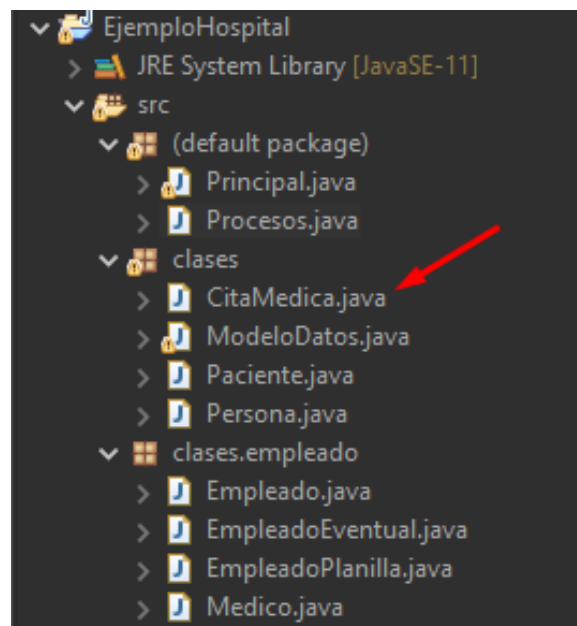 EjemploHospital
JRE System Library [JavaSE-11]
src
(default package)
Principal.java
Procesos.java
clases
CitaMedica.java
ModeloDatos.java
Paciente.java
Persona.java
clases.empleado
Empleado.java
EmpleadoEventual.java
EmpleadoPlanilla.java
Medico.java